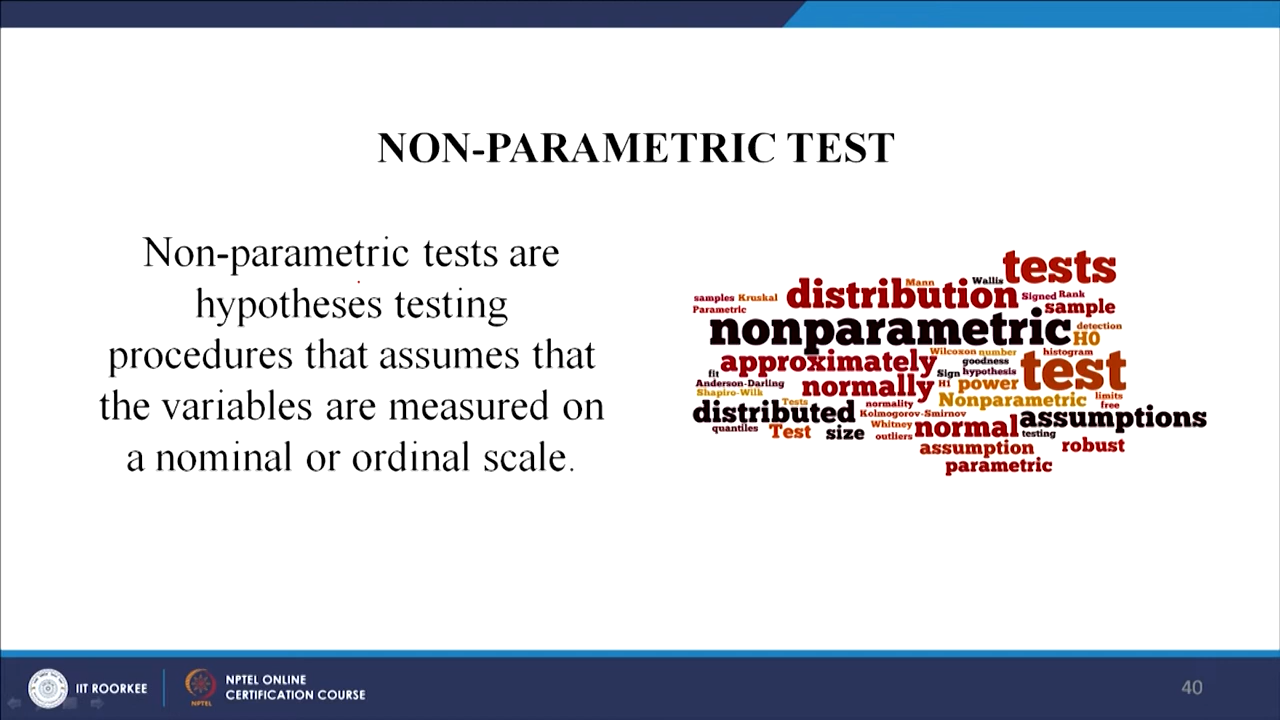 NON-PARAMETRIC TEST
Non-parametric tests are
hypotheses testing
procedures that assumes that
the variables are measured on
a nominal or ordinal scale.
tests
Mann
Wallis
distribution
samples Kruskal
Signed Rank
Parametric
sample
nonparametric
detection
H0
approximately
Wilcoxon number
histogram
goodness
test
fit
Sign hypothesis
Anderson-Darling
normally
H1
power
Shapiro-Wilk
Nonparametric
limits
Tests
normality
free
distributed
Kolmogorov-Smirnov
assumptions
quantiles
Test
size
Whitney
outliers
normal
testing
assumption
robust
parametric
IIT ROORKEE
NPTEL
NPTEL ONLINE
CERTIFICATION COURSE
40